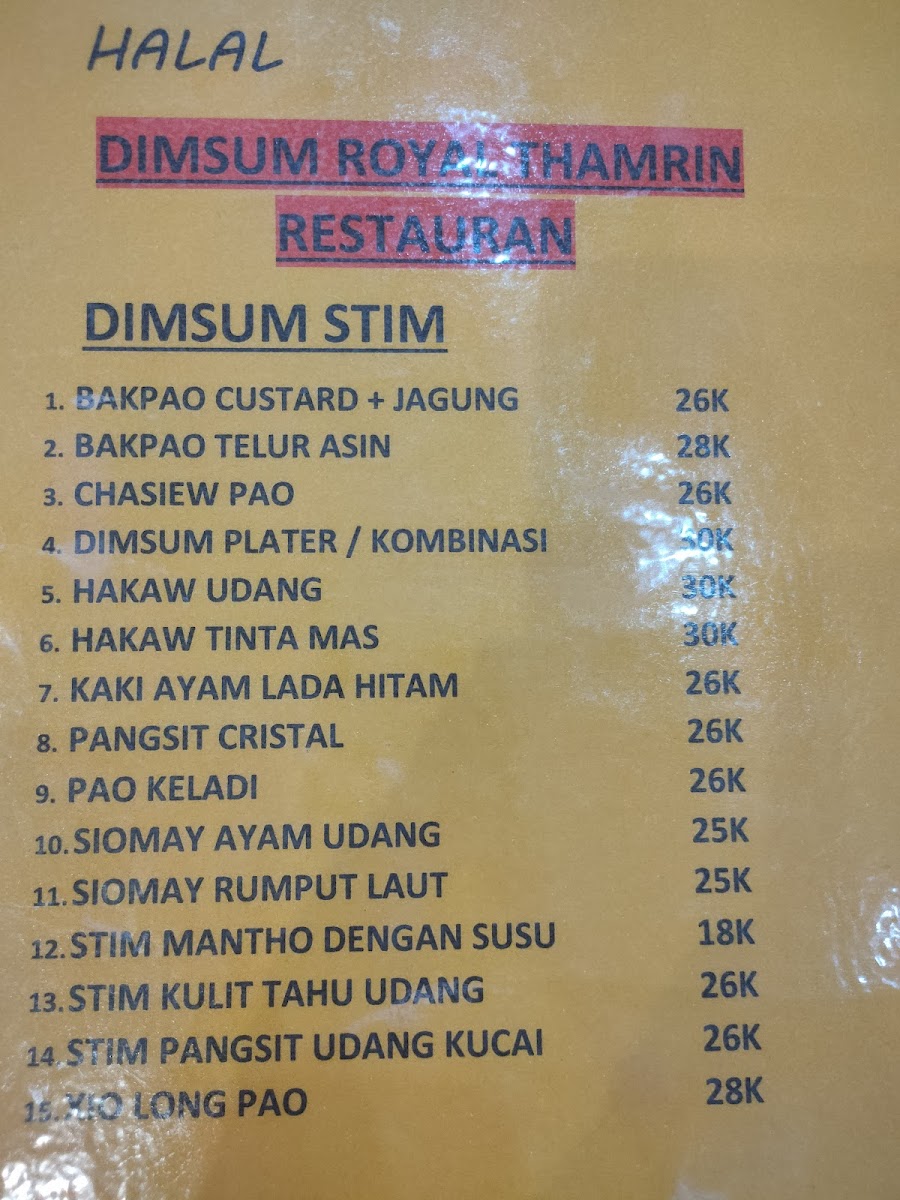 HALAL
DIMSUM ROYAL THAMRIN
RESTAURAN
DIMSUM STIM
1. BAKPAO CUSTARD + JAGUNG 26K
2. BAKPAO TELUR ASIN 28K
3. CHASIEW PAO 26K
4. DIMSUM PLATER / KOMBINASI
5. HAKAW UDANG 30K
6. HAKAW TINTA MAS 30K
7. KAKI AYAM LADA HITAM 26K
8. PANGSIT CRISTAL 26K
9. PAO KELADI 26K
10. SIOMAY AYAM UDANG 25K
11. SIOMAY RUMPUT LAUT 25K
12. STIM MANTHO DENGAN SUSU 18K
13. STIM KULIT TAHU UDANG 26K
14. STIM PANGSIT UDANG KUCAI 26K
15. XIO LONG PAO 28K